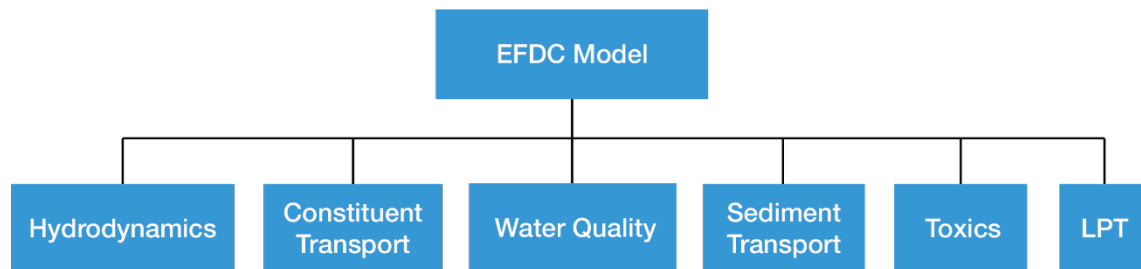 EFDC Model
Hydrodynamics
Constituent
Transport
Water Quality
Sediment
Transport
Toxics
LPT